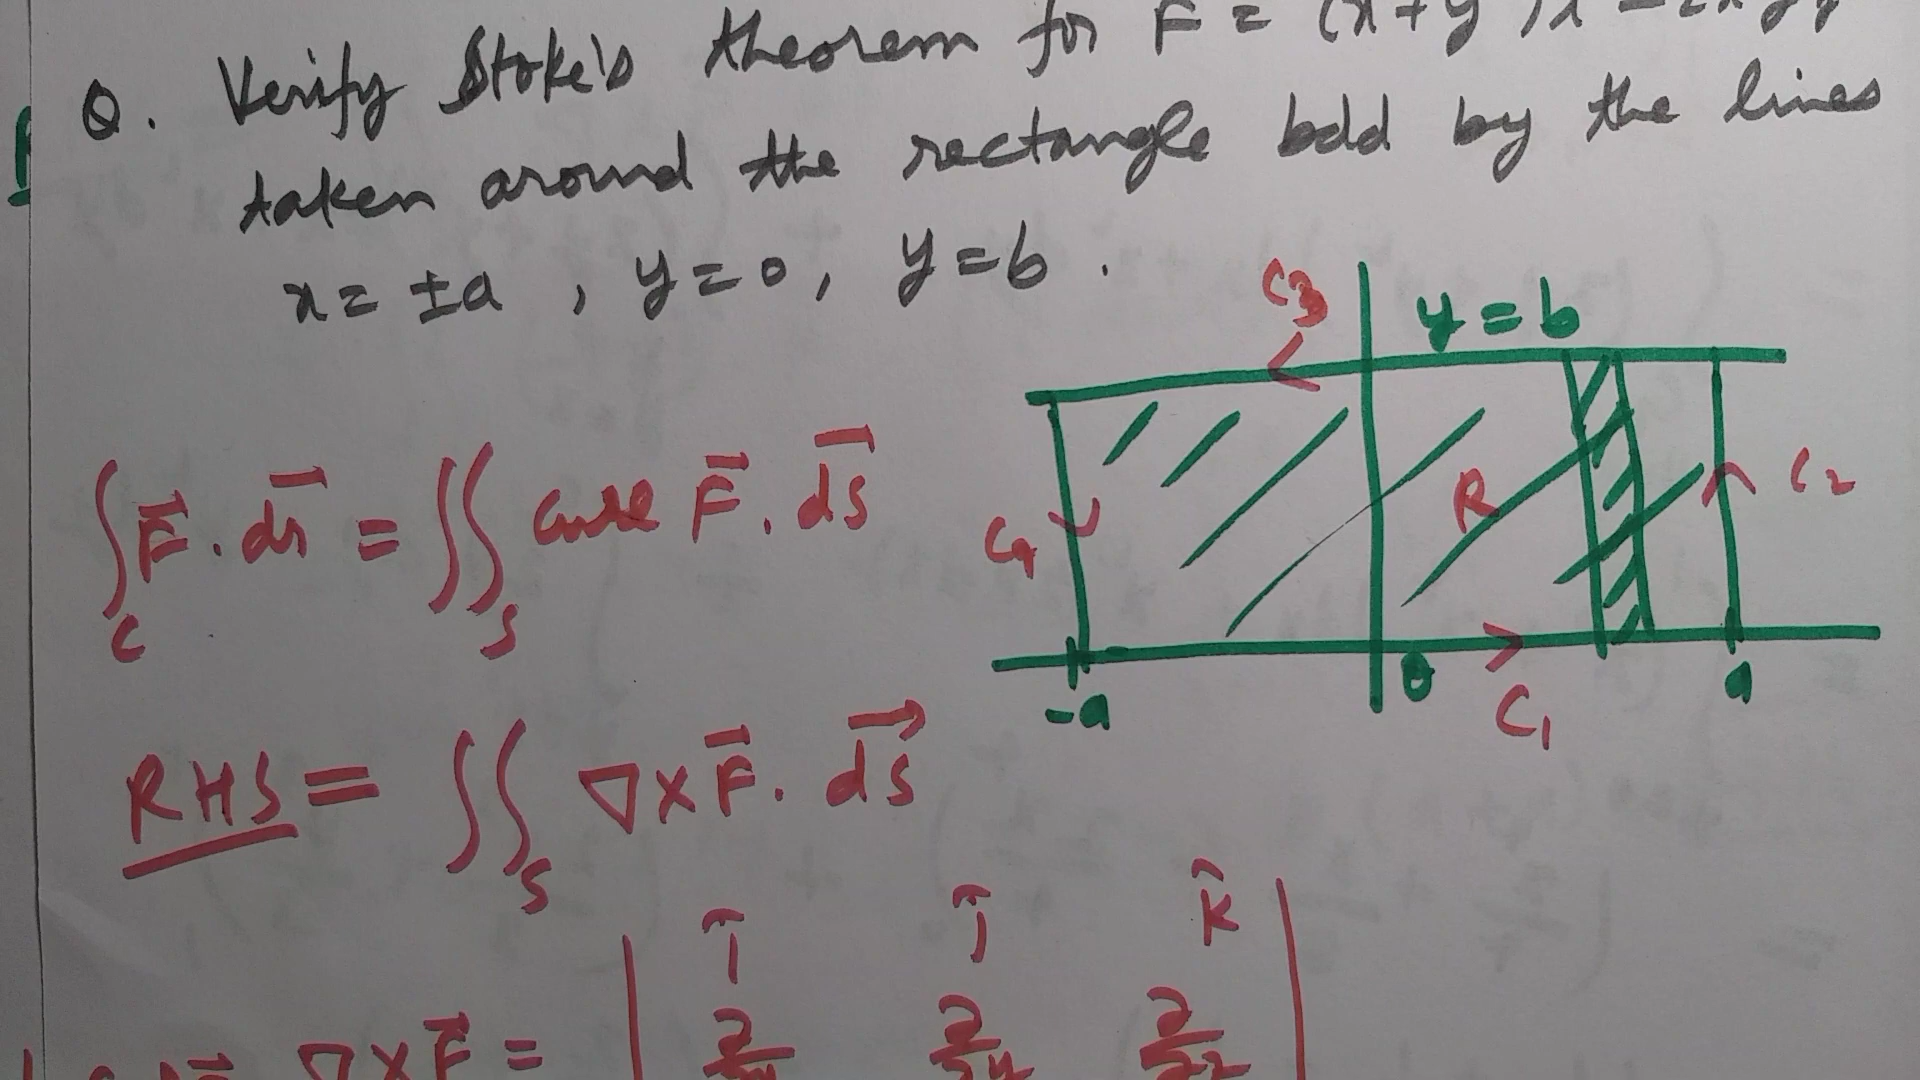 Q. Verify Stoke's theorem for F = (x+y )i - 2xyj
taken around the rectangle bdd by the lines
x = ±a , y=0, y=b .
C3
y=b
∫C F̅. dr̅ = ∬S curl F̅. ds̅
R
C4
C2
-a
0
a
C1
RHS = ∬S ∇×F̅. ds⃗
î ĵ k̂
∇×F̅ = | ∂ ∂ ∂ |